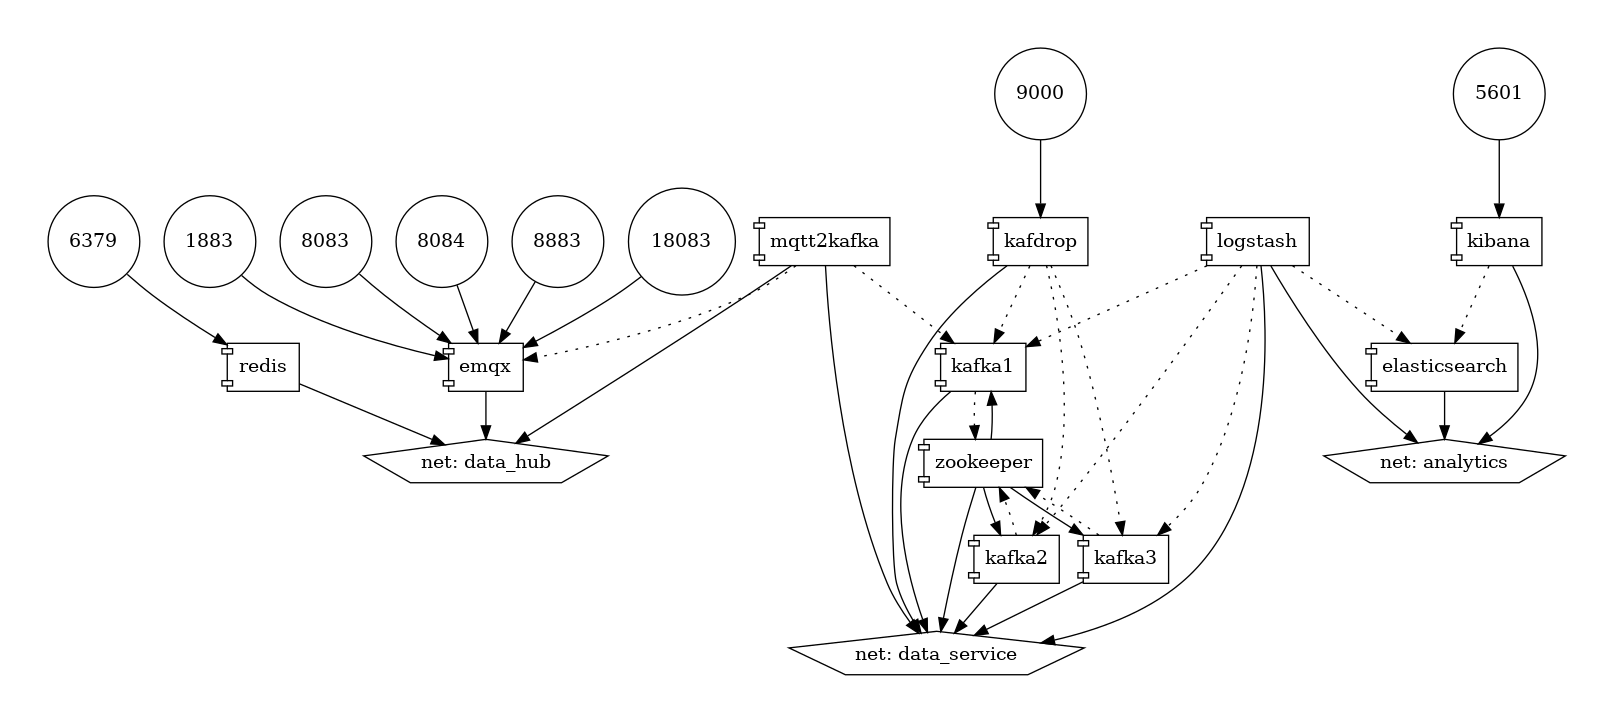 9000
5601
6379
1883
8083
8084
8883
18083
mqtt2kafka
kafdrop
logstash
kibana
redis
emqx
kafka1
elasticsearch
net: data_hub
zookeeper
net: analytics
kafka2
kafka3
net: data_service